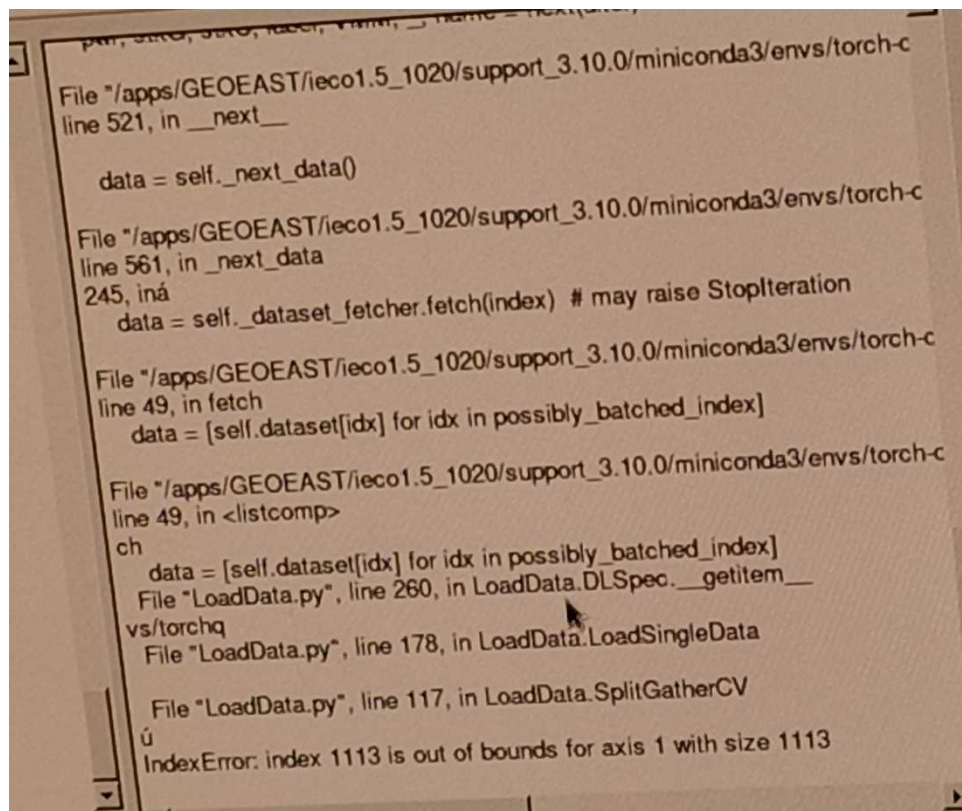 File "/apps/GEOEAST/ieco1.5_1020/support_3.10.0/miniconda3/envs/torch-c
line 521, in __next__
data = self._next_data()
File "/apps/GEOEAST/ieco1.5_1020/support_3.10.0/miniconda3/envs/torch-c
line 561, in _next_data
245, iná
data = self._dataset_fetcher.fetch(index)  # may raise StopIteration
File "/apps/GEOEAST/ieco1.5_1020/support_3.10.0/miniconda3/envs/torch-c
line 49, in fetch
data = [self.dataset[idx] for idx in possibly_batched_index]
File "/apps/GEOEAST/ieco1.5_1020/support_3.10.0/miniconda3/envs/torch-c
line 49, in <listcomp>
ch
data = [self.dataset[idx] for idx in possibly_batched_index]
File "LoadData.py", line 260, in LoadData.DLSpec.__getitem__
vs/torchq
File "LoadData.py", line 178, in LoadData.LoadSingleData
File "LoadData.py", line 117, in LoadData.SplitGatherCV
ú
IndexError: index 1113 is out of bounds for axis 1 with size 1113